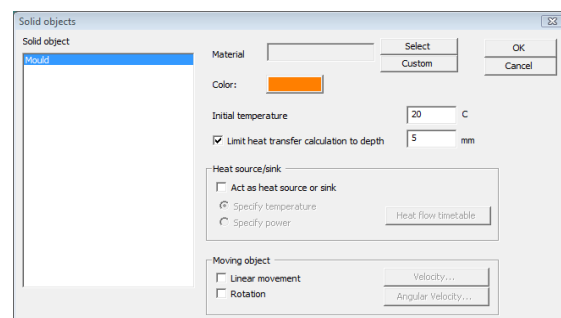 Solid objects
Solid object
Mould
Material
Select
Custom
OK
Cancel
Color:
Initial temperature 20 C
Limit heat transfer calculation to depth 5 mm
Heat source/sink
Act as heat source or sink
Specify temperature
Specify power
Heat flow timetable
Moving object
Linear movement
Velocity...
Rotation
Angular Velocity...